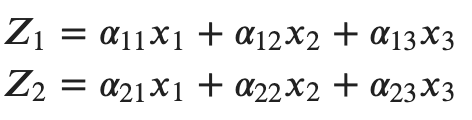 Z₁ = α₁₁x₁ + α₁₂x₂ + α₁₃x₃
Z₂ = α₂₁x₁ + α₂₂x₂ + α₂₃x₃